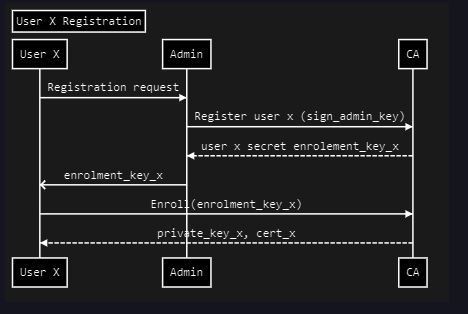 User X Registration
User X
Admin
CA
Registration request
Register user x (sign_admin_key)
user x secret enrolement_key_x
enrolment_key_x
Enroll(enrolment_key_x)
private_key_x, cert_x
User X
Admin
CA